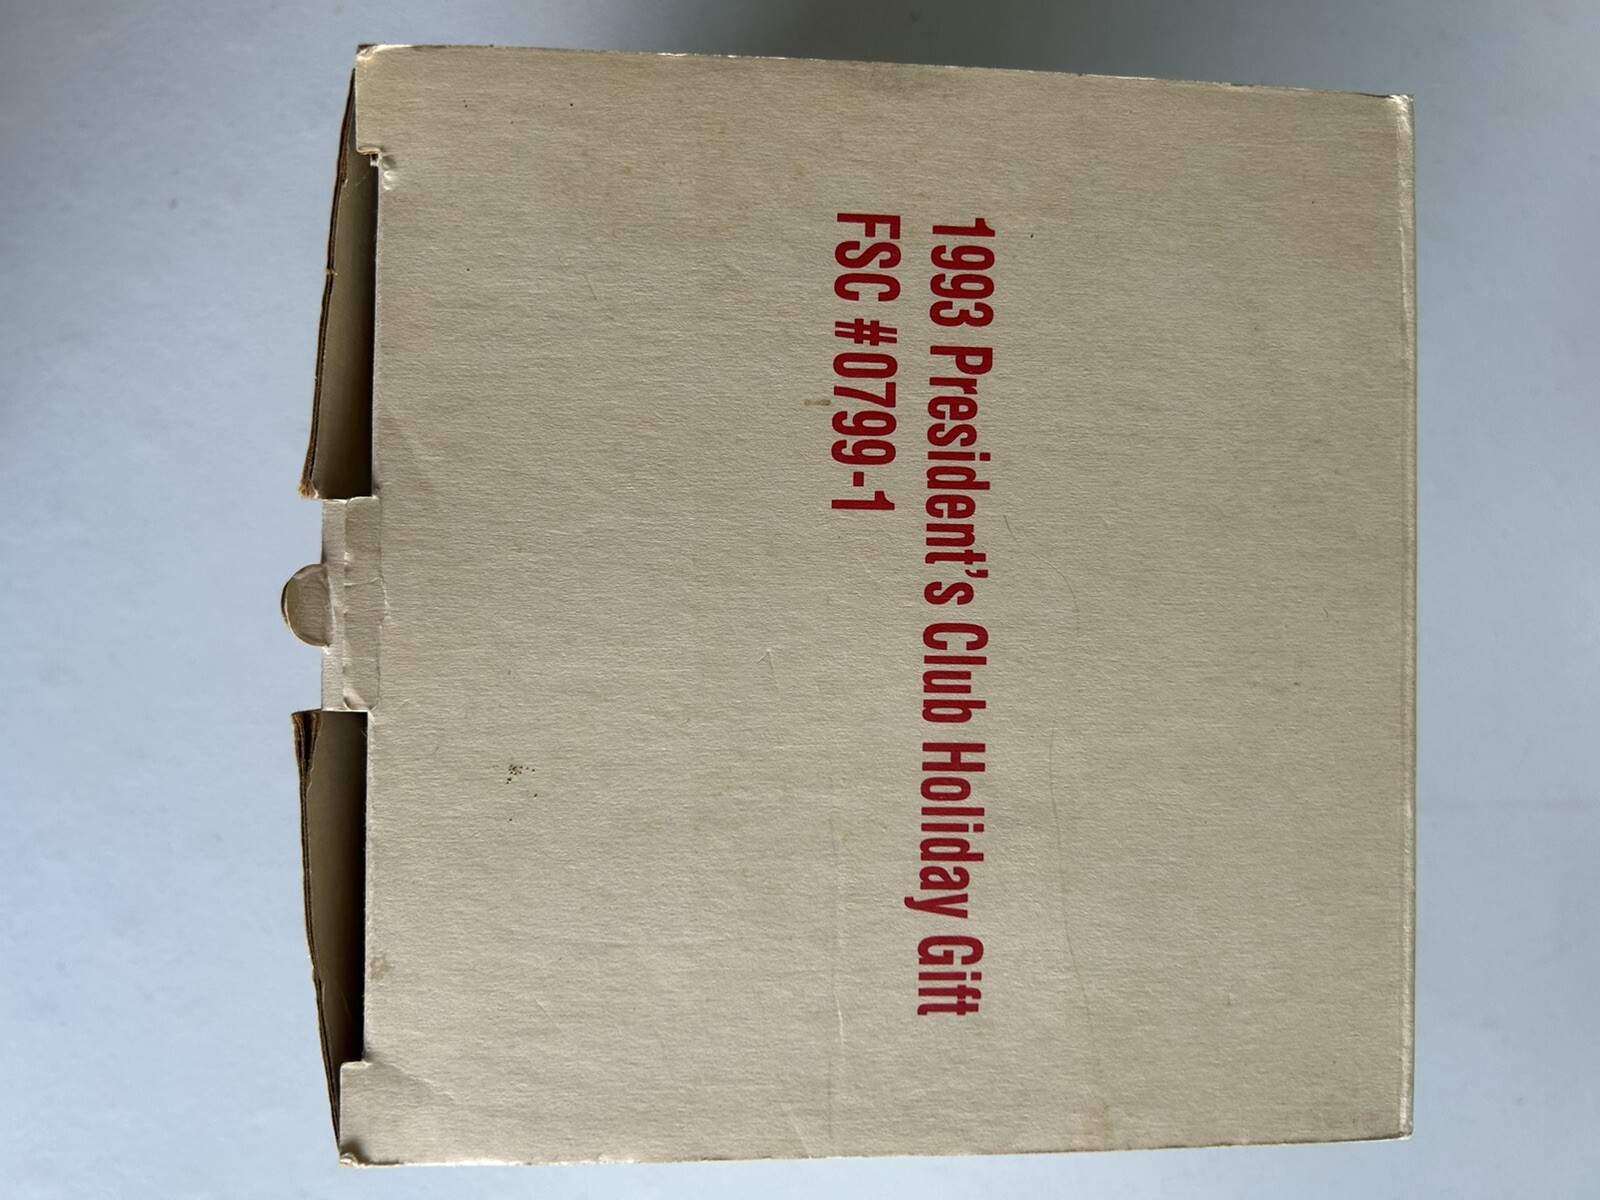 1993 President's Club Holiday Gift
FSC #0799-1